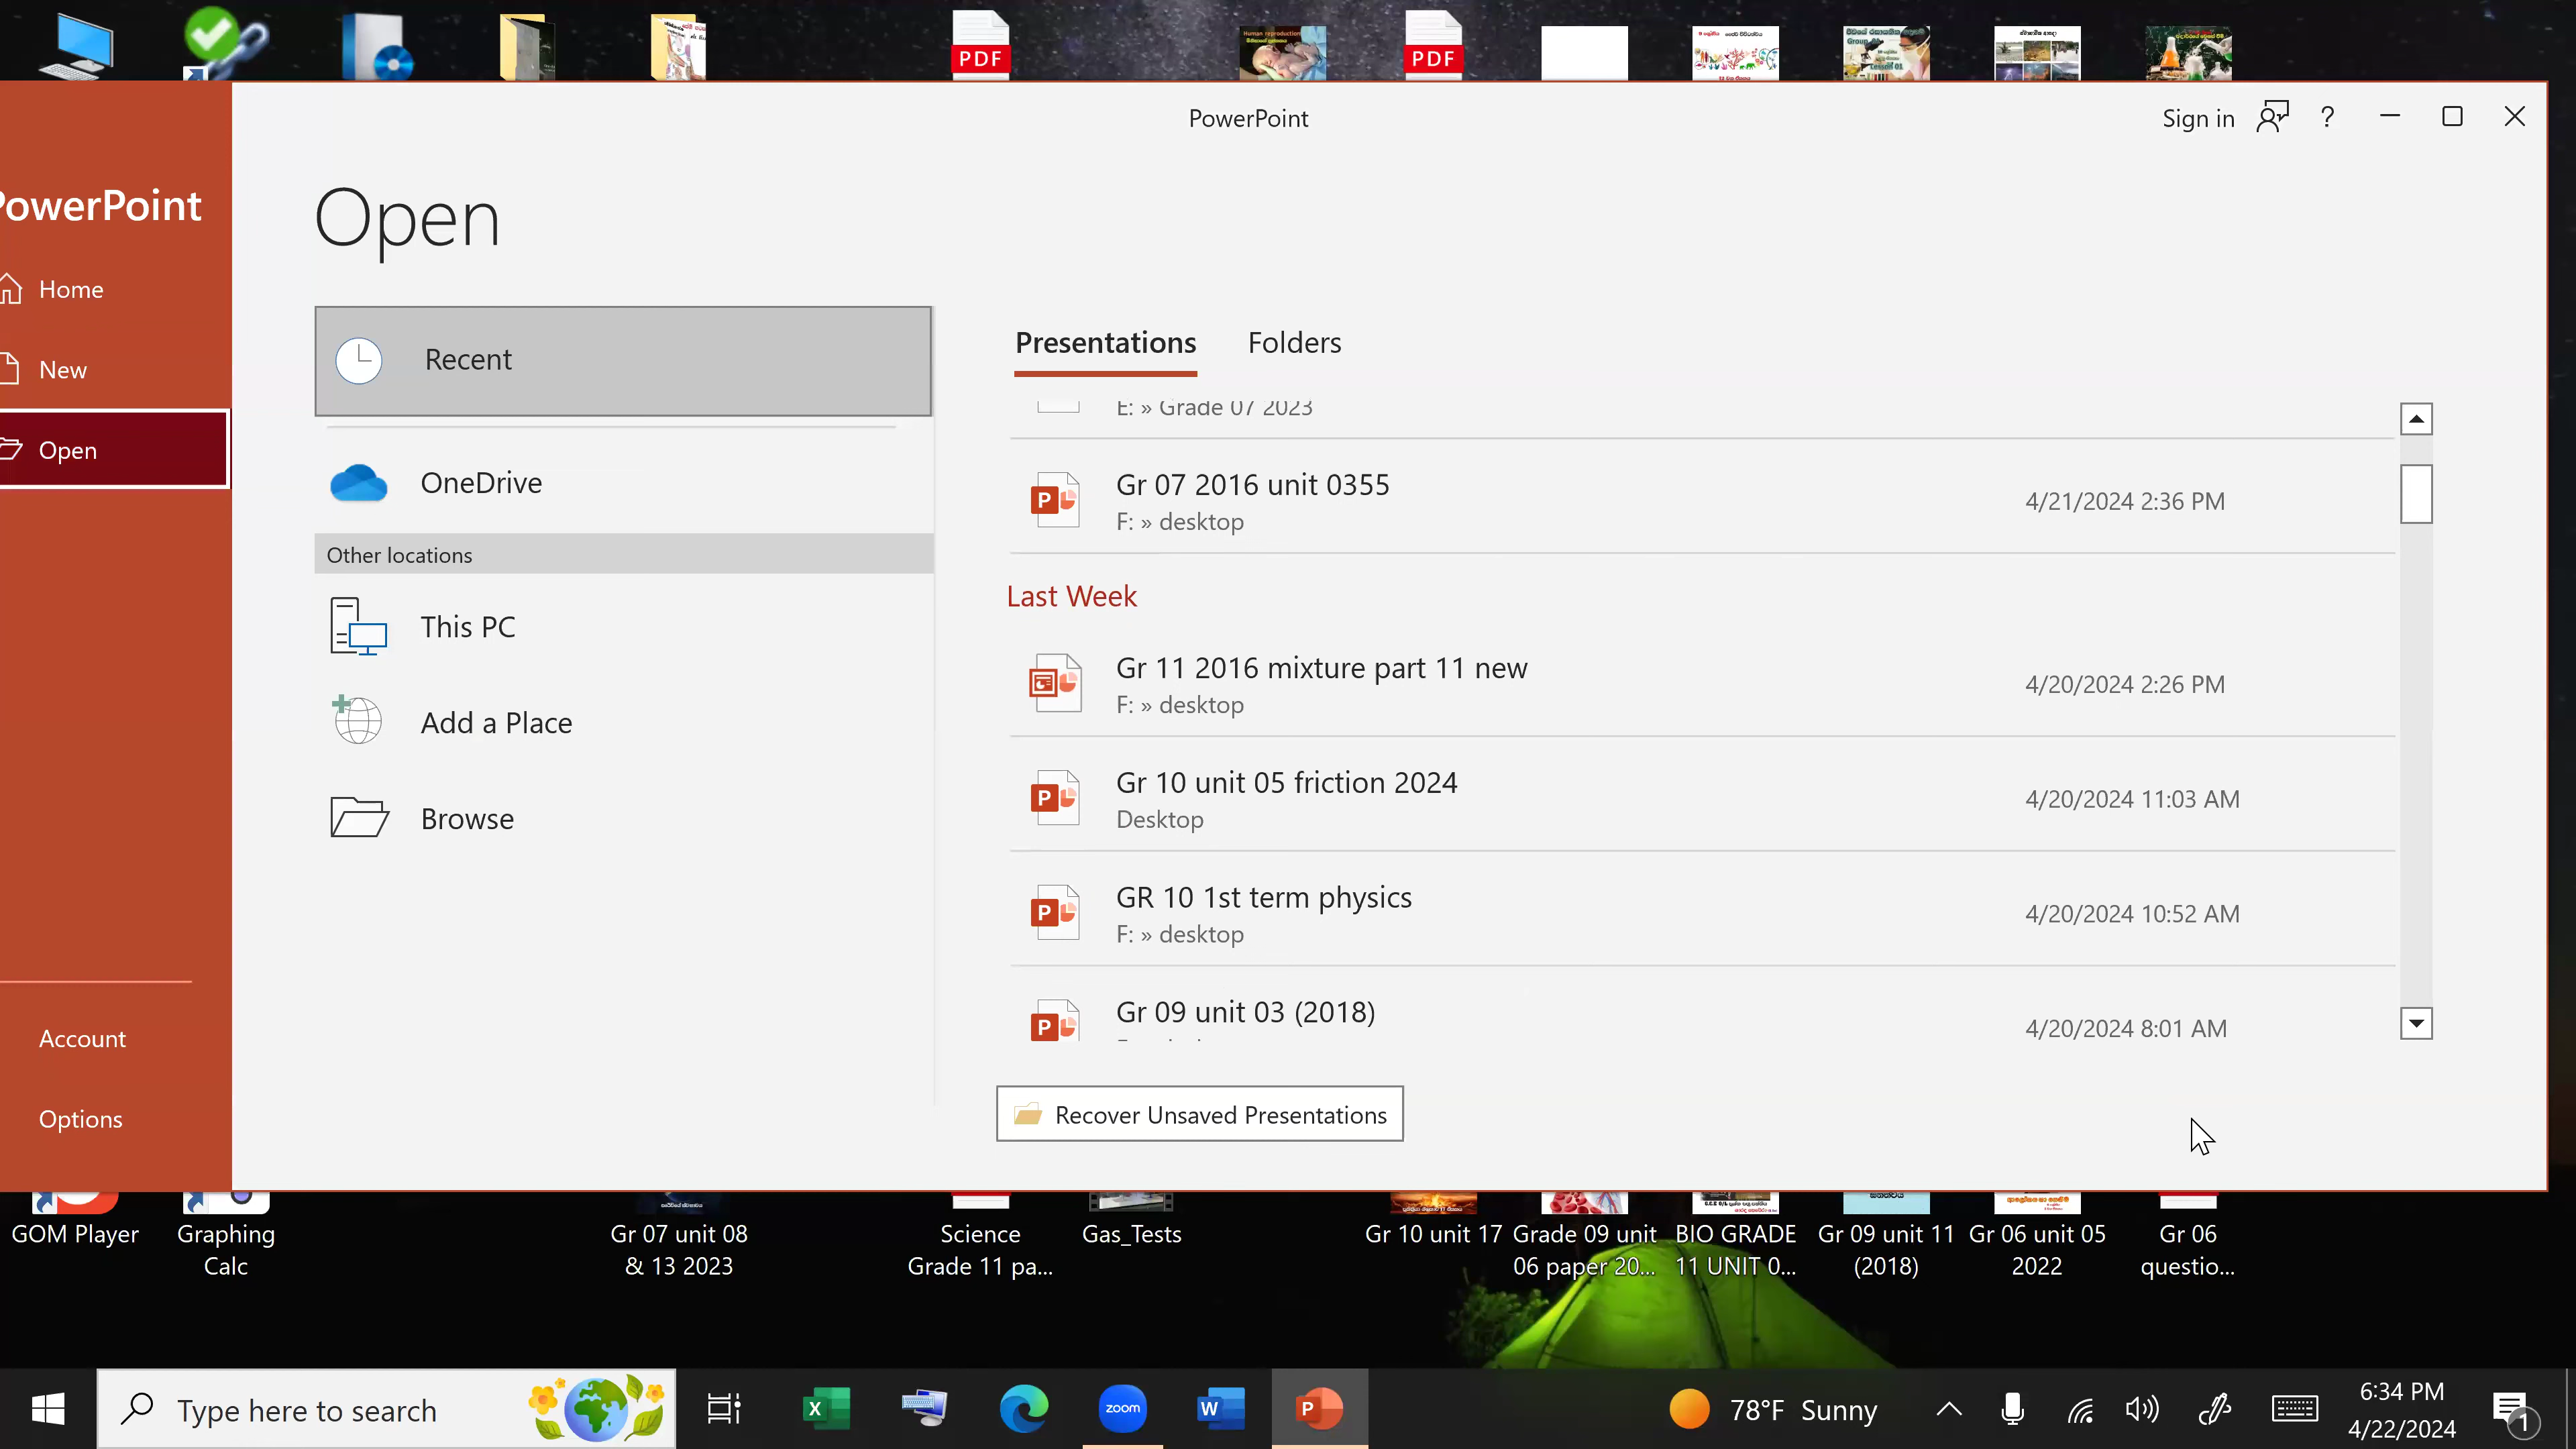 PDF
Human reproduction
PDF
Group
Lesson 01
PowerPoint
Sign in
?
PowerPoint
Home
New
Open
Account
Options
Open
Recent
OneDrive
Other locations
This PC
Add a Place
Browse
Presentations
Folders
E: » Grade 07 2023
Gr 07 2016 unit 0355
F: » desktop
4/21/2024 2:36 PM
Last Week
Gr 11 2016 mixture part 11 new
F: » desktop
4/20/2024 2:26 PM
Gr 10 unit 05 friction 2024
Desktop
4/20/2024 11:03 AM
GR 10 1st term physics
F: » desktop
4/20/2024 10:52 AM
Gr 09 unit 03 (2018)
4/20/2024 8:01 AM
Recover Unsaved Presentations
GOM Player
Graphing
Calc
Gr 07 unit 08
& 13 2023
Science
Grade 11 pa...
Gas_Tests
Gr 10 unit 17
Grade 09 unit
06 paper 20...
BIO GRADE
11 UNIT 0...
Gr 09 unit 11
(2018)
Gr 06 unit 05
2022
Gr 06
questio...
Type here to search
zoom
78°F Sunny
6:34 PM
4/22/2024
1